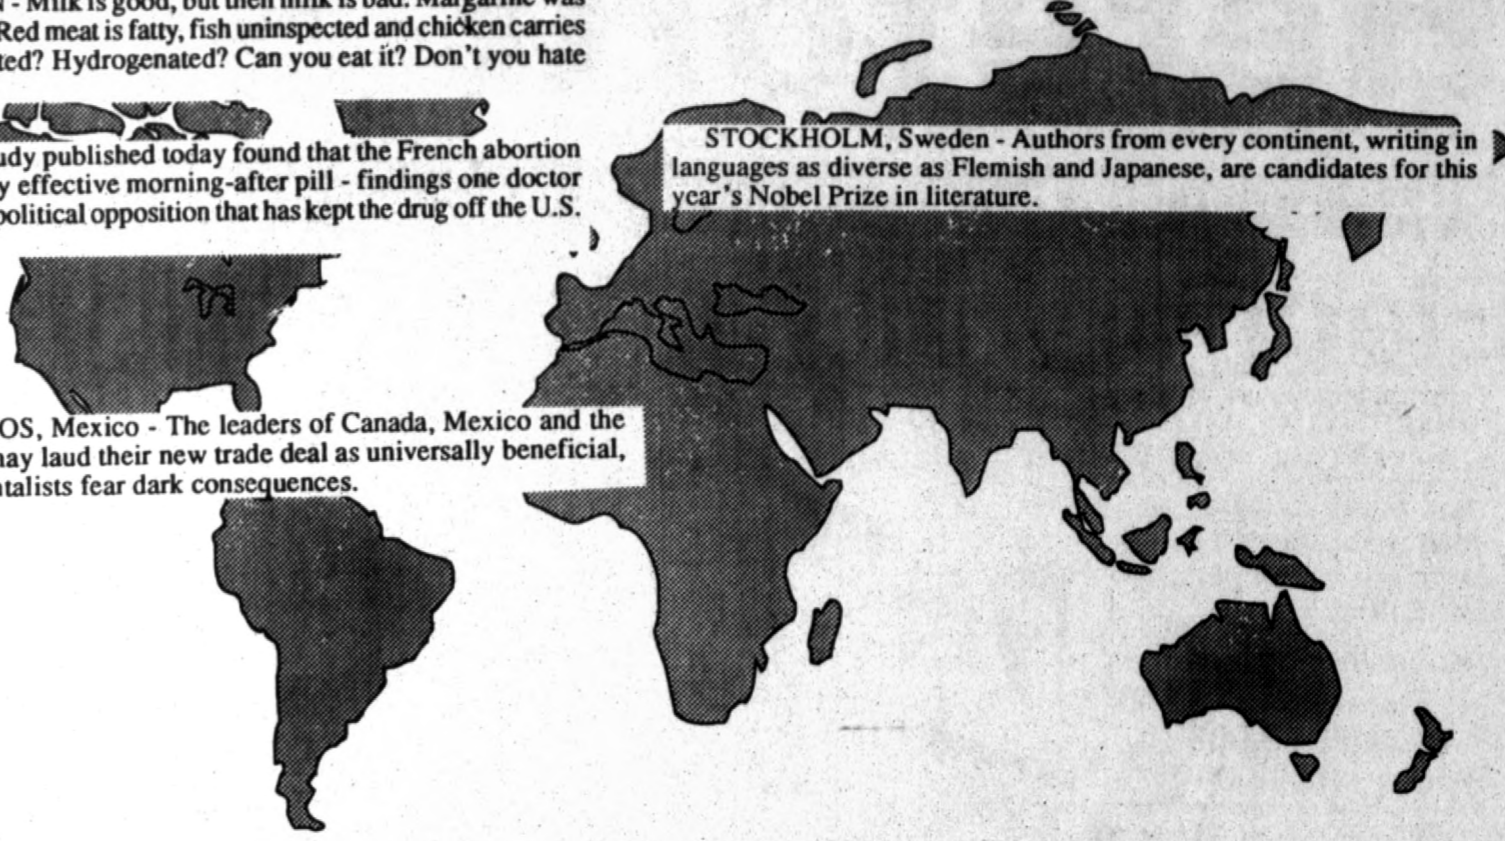 - Milk is good, but then milk is bad. Margarine was
Red meat is fatty, fish uninspected and chicken carries
ted? Hydrogenated? Can you eat it? Don't you hate
udy published today found that the French abortion
y effective morning-after pill - findings one doctor
political opposition that has kept the drug off the U.S.
STOCKHOLM, Sweden - Authors from every continent, writing in
languages as diverse as Flemish and Japanese, are candidates for this
year's Nobel Prize in literature.
OS, Mexico - The leaders of Canada, Mexico and the
may laud their new trade deal as universally beneficial,
ntalists fear dark consequences.